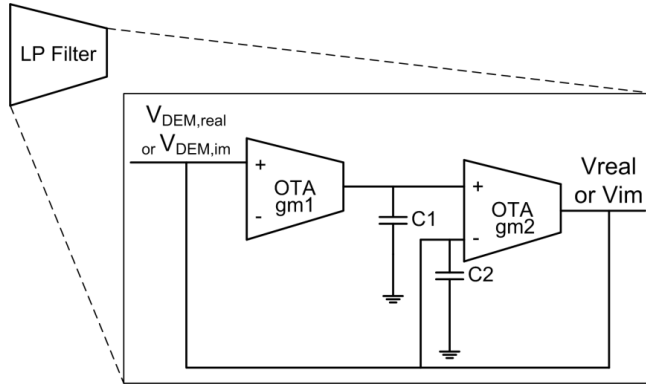 LP Filter
VDEM,real
or VDEM,im
+
-
OTA
gm1
C1
+
-
OTA
gm2
C2
Vreal
or Vim